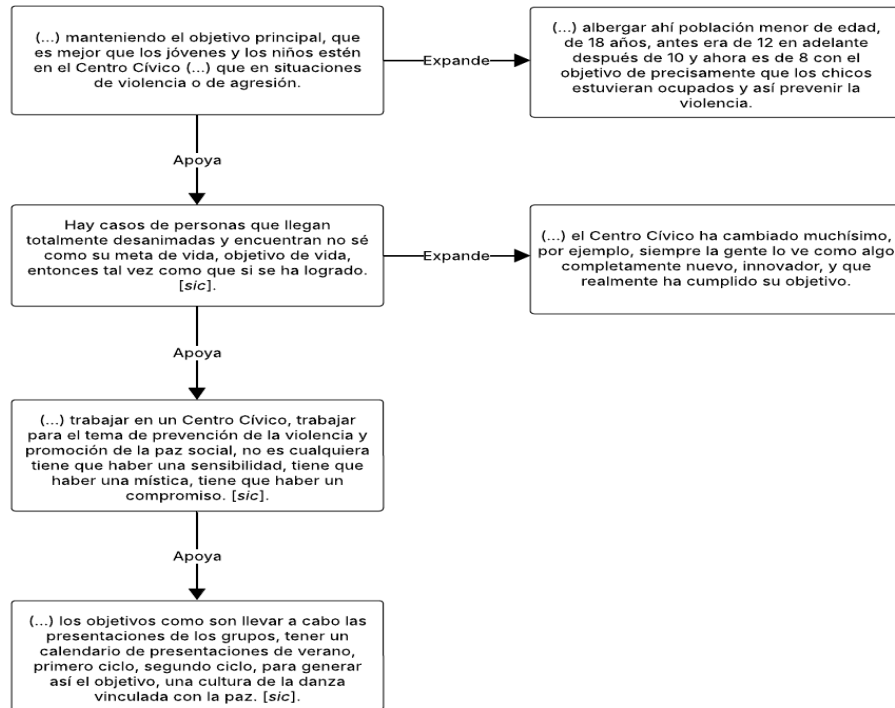 (...) manteniendo el objetivo principal, que
es mejor que los jóvenes y los niños estén
en el Centro Cívico (...) que en situaciones
de violencia o de agresión.
Expande
(...) albergar ahí población menor de edad,
de 18 años, antes era de 12 en adelante
después de 10 y ahora es de 8 con el
objetivo de precisamente que los chicos
estuvieran ocupados y así prevenir la
violencia.
Apoya
Hay casos de personas que llegan
totalmente desanimadas y encuentran no sé
como su meta de vida, objetivo de vida,
entonces tal vez como que si se ha logrado.
[sic].
Expande
(...) el Centro Cívico ha cambiado muchísimo,
por ejemplo, siempre la gente lo ve como algo
completamente nuevo, innovador, y que
realmente ha cumplido su objetivo.
Apoya
(...) trabajar en un Centro Cívico, trabajar
para el tema de prevención de la violencia y
promoción de la paz social, no es cualquiera
tiene que haber una sensibilidad, tiene que
haber una mística, tiene que haber un
compromiso. [sic].
Apoya
(...) los objetivos como son llevar a cabo las
presentaciones de los grupos, tener un
calendario de presentaciones de verano,
primero ciclo, segundo ciclo, para generar
así el objetivo, una cultura de la danza
vinculada con la paz. [sic].